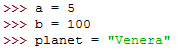 >>> a = 5
>>> b = 100
>>> planet = "Venera"